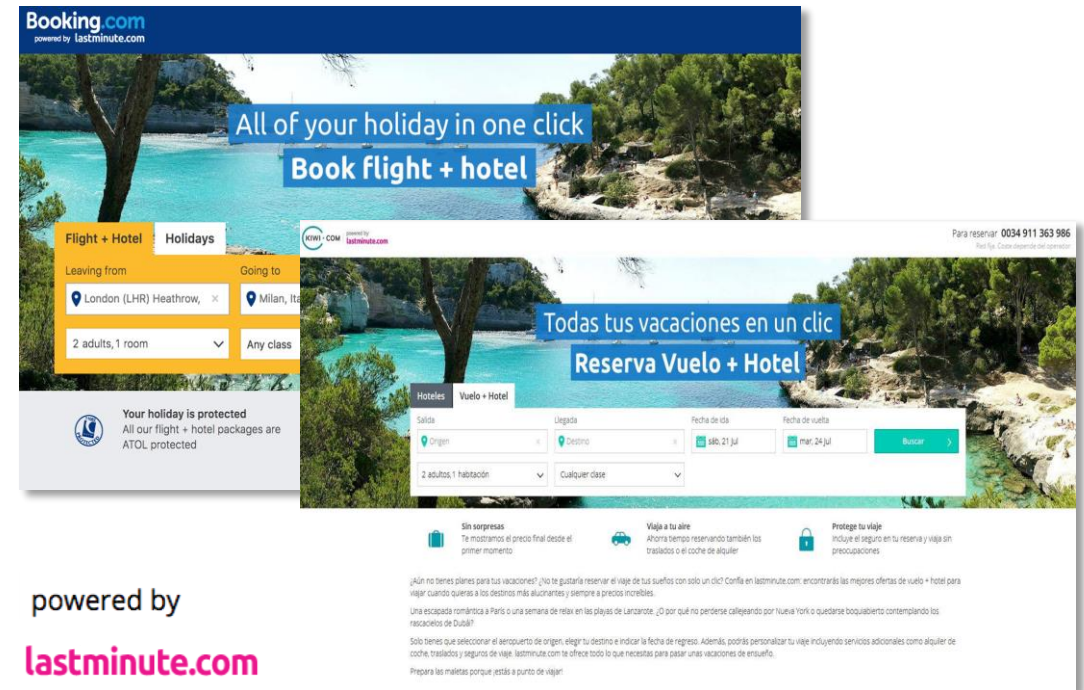 Booking.com
powered by lastminute.com
All of your holiday in one click
Book flight + hotel
Flight + Hotel Holidays
Leaving from Going to
London (LHR) Heathrow, × Milan, Ita
2 adults, 1 room Any class
Your holiday is protected
All our flight + hotel packages are
ATOL protected
KIWI.COM powered by
lastminute.com
Para reservar 0034 911 363 986
Red fija. Coste depende del operador
Todas tus vacaciones en un clic
Reserva Vuelo + Hotel
Hoteles Vuelo + Hotel
Salida Llegada Fecha de ida Fecha de vuelta
Origen × Destino × sáb, 21 jul mar, 24 jul Buscar
2 adultos, 1 habitación Cualquier clase
Sin sorpresas
Te mostramos el precio final desde el
primer momento
Viaja a tu aire
Ahorra tiempo reservando también los
traslados o el coche de alquiler
Protege tu viaje
Incluye el seguro en tu reserva y viaja sin
preocupaciones
¿Aún no tienes planes para tus vacaciones? ¿No te gustaría reservar el viaje de tus sueños con solo un clic? Confía en lastminute.com: encontrarás las mejores ofertas de vuelo + hotel para
viajar cuando quieras a los destinos más alucinantes y siempre a precios increíbles.
Una escapada romántica a París o una semana de relax en las playas de Lanzarote. ¿O por qué no perderse callejeando por Nueva York o quedarse boquiabierto contemplando los
rascacielos de Dubái?
Solo tienes que seleccionar el aeropuerto de origen, elegir tu destino e indicar la fecha de regreso. Además, podrás personalizar tu viaje incluyendo servicios adicionales como alquiler de
coche, traslados y seguros de viaje. lastminute.com te ofrece todo lo que necesitas para pasar unas vacaciones de ensueño.
Prepara las maletas porque ¡estás a punto de viajar!
powered by
lastminute.com